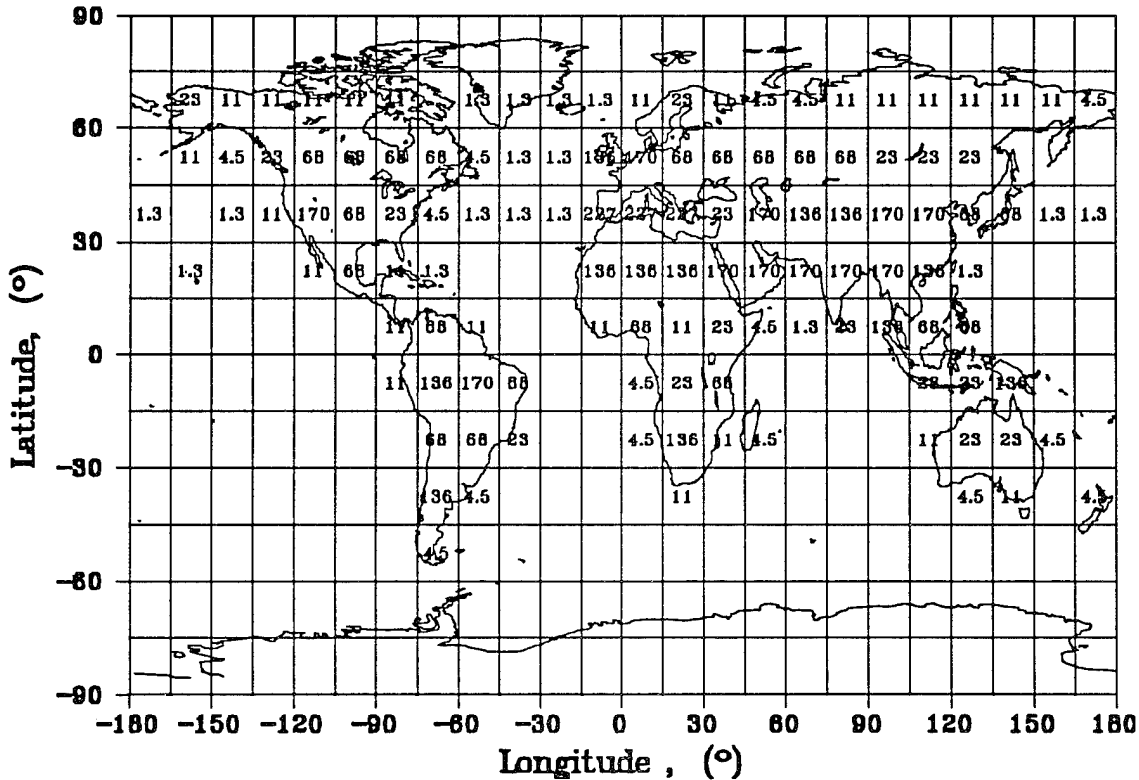 90
23 11 11 11 11 11 1.3 1.3 1.3 1.3 11 23 11 4.5 4.5 11 11 11 11 11 11 4.5
60
11 4.5 23 68 68 68 68 4.5 1.3 1.3 170 68 68 68 68 68 23 23 23
1.3 1.3 11 170 68 23 4.5 1.3 1.3 1.3 227 227 227 23 170 136 136 170 170 68 68 1.3 1.3
30
1.3 11 68 11 1.3 136 136 136 170 170 170 170 170 136 1.3
11 68 11 11 68 11 23 4.5 1.3 23 136 68 68
0
11 136 170 68 4.5 23 68 23 23 136
68 68 23 4.5 136 11 4.5 11 23 23 4.5
-30
136 4.5 11 4.5 11 4.5
4.5
-60
-90
-180 -150 -120 -90 -60 -30 0 30 60 90 120 150 180
Latitude, (°)
Longitude , (°)